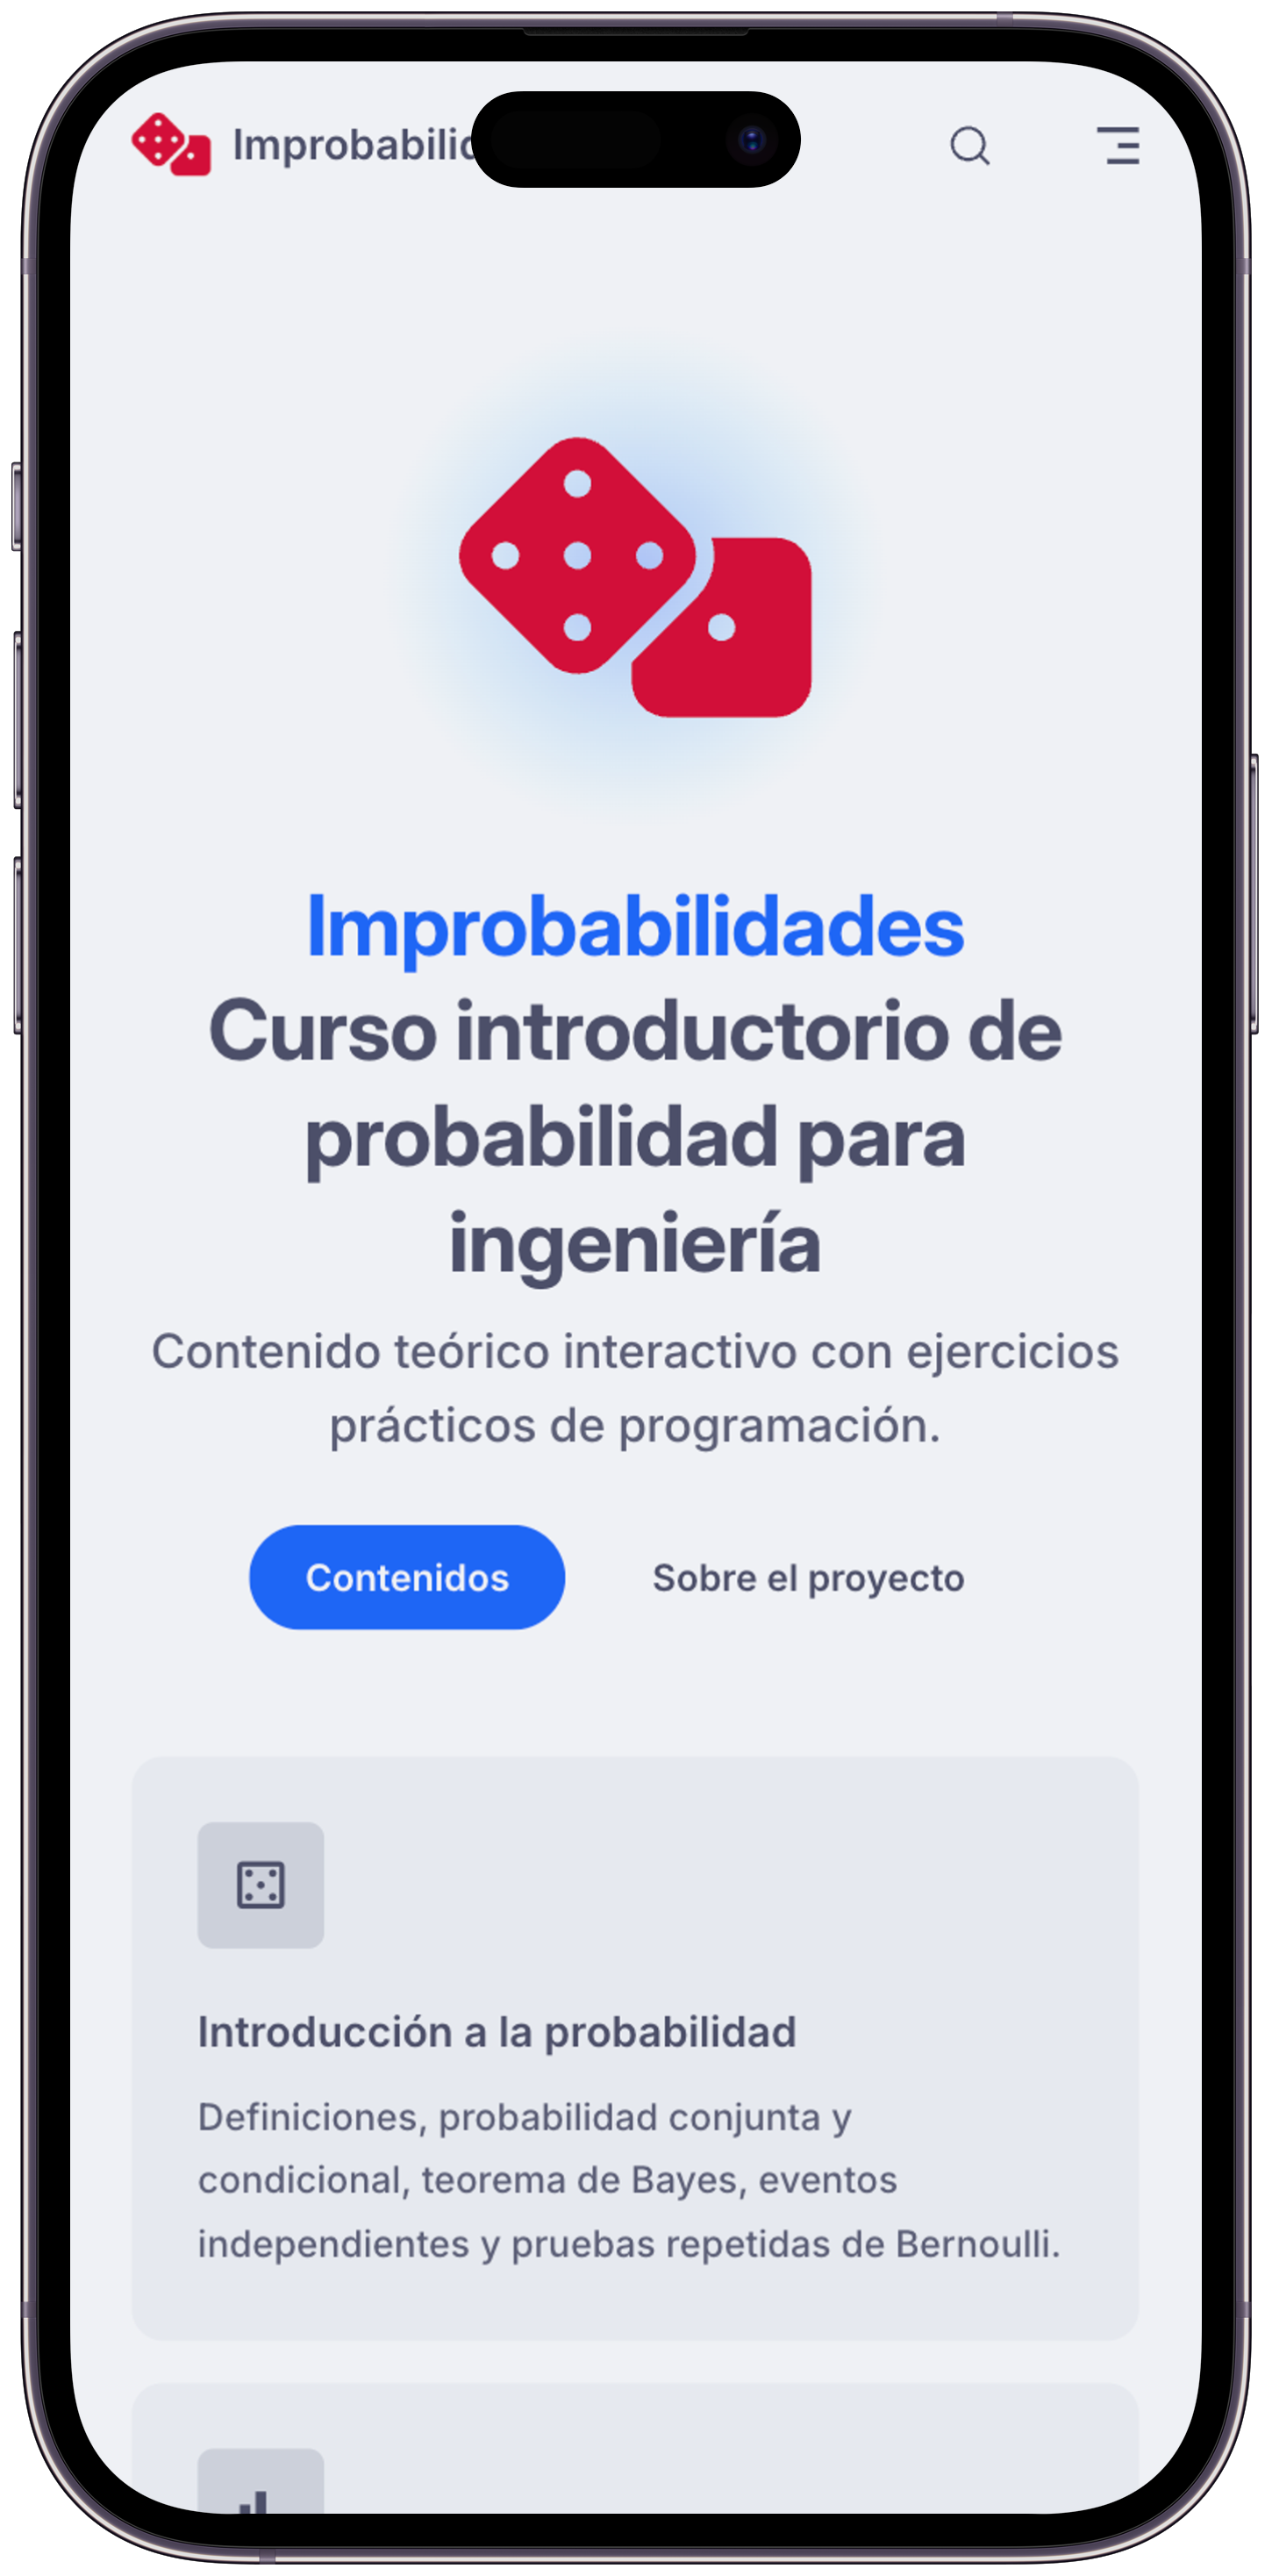 Improbabilid
Improbabilidades
Curso introductorio de
probabilidad para
ingeniería
Contenido teórico interactivo con ejercicios
prácticos de programación.
Contenidos
Sobre el proyecto
Introducción a la probabilidad
Definiciones, probabilidad conjunta y
condicional, teorema de Bayes, eventos
independientes y pruebas repetidas de Bernoulli.